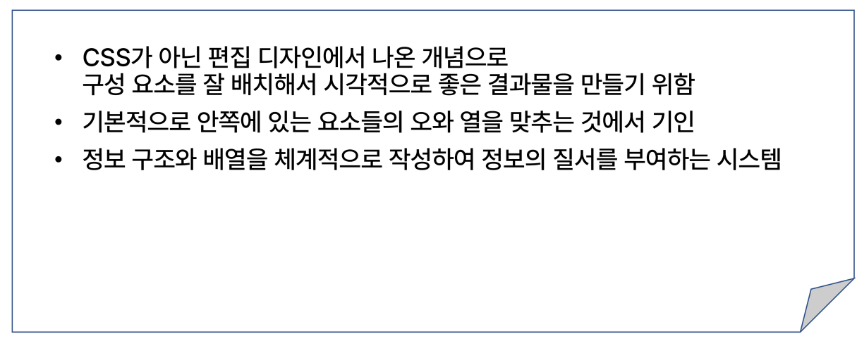 • CSS가 아닌 편집 디자인에서 나온 개념으로
구성 요소를 잘 배치해서 시각적으로 좋은 결과물을 만들기 위함
• 기본적으로 안쪽에 있는 요소들의 오와 열을 맞추는 것에서 기인
• 정보 구조와 배열을 체계적으로 작성하여 정보의 질서를 부여하는 시스템